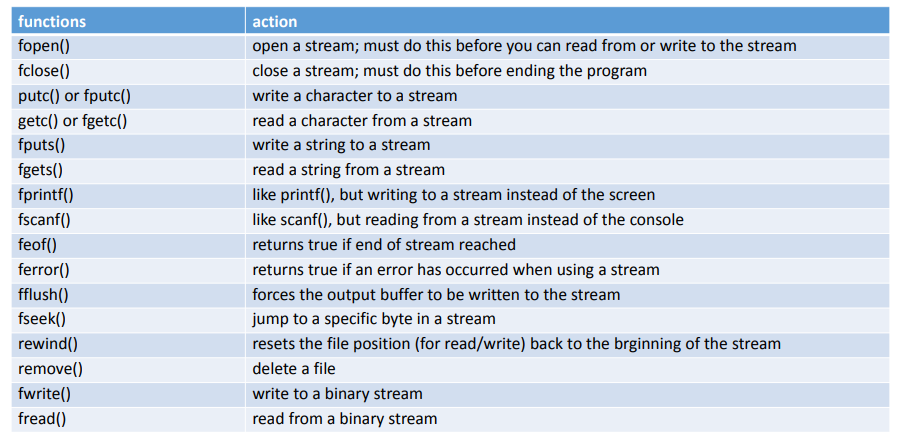 functions action
fopen() open a stream; must do this before you can read from or write to the stream
fclose() close a stream; must do this before ending the program
putc() or fputc() write a character to a stream
getc() or fgetc() read a character from a stream
fputs() write a string to a stream
fgets() read a string from a stream
fprintf() like printf(), but writing to a stream instead of the screen
fscanf() like scanf(), but reading from a stream instead of the console
feof() returns true if end of stream reached
ferror() returns true if an error has occurred when using a stream
fflush() forces the output buffer to be written to the stream
fseek() jump to a specific byte in a stream
rewind() resets the file position (for read/write) back to the brginning of the stream
remove() delete a file
fwrite() write to a binary stream
fread() read from a binary stream